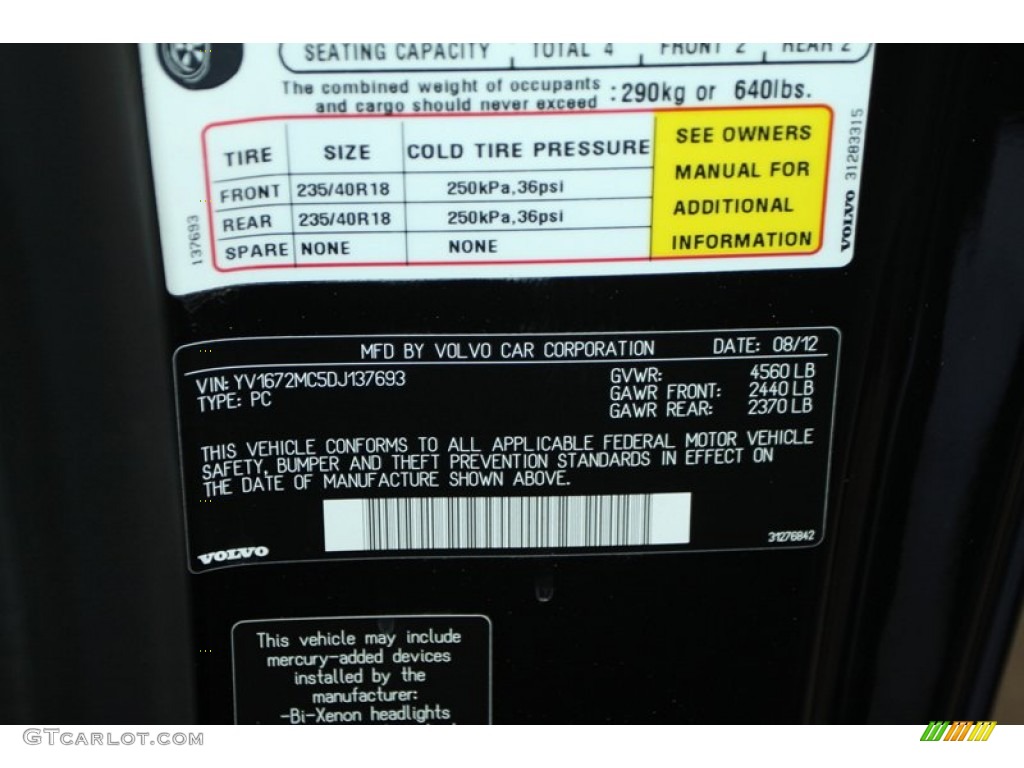 SEATING CAPACITY TOTAL 4 FRONT 2 REAR 2
The combined weight of occupants
and cargo should never exceed : 290kg or 640lbs.
TIRE SIZE COLD TIRE PRESSURE
FRONT 235/40R18 250kPa,36psi
REAR 235/40R18 250kPa,36psi
SPARE NONE NONE
SEE OWNERS
MANUAL FOR
ADDITIONAL
INFORMATION
137693
VOLVO 31283315
MFD BY VOLVO CAR CORPORATION DATE: 08/12
VIN: YV1672MC5DJ137693
TYPE: PC
GVWR: 4560 LB
GAWR FRONT: 2440 LB
GAWR REAR: 2370 LB
THIS VEHICLE CONFORMS TO ALL APPLICABLE FEDERAL MOTOR VEHICLE
SAFETY, BUMPER AND THEFT PREVENTION STANDARDS IN EFFECT ON
THE DATE OF MANUFACTURE SHOWN ABOVE.
VOLVO
31276842
This vehicle may include
mercury-added devices
installed by the
manufacturer:
-Bi-Xenon headlights
GTcarlot.com